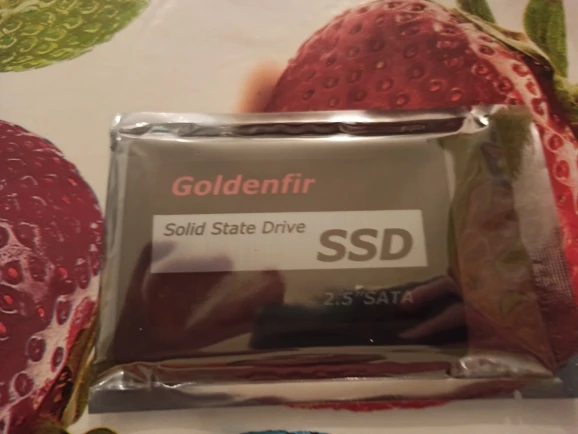 Goldenfir
Solid State Drive
SSD
2.5"SATA